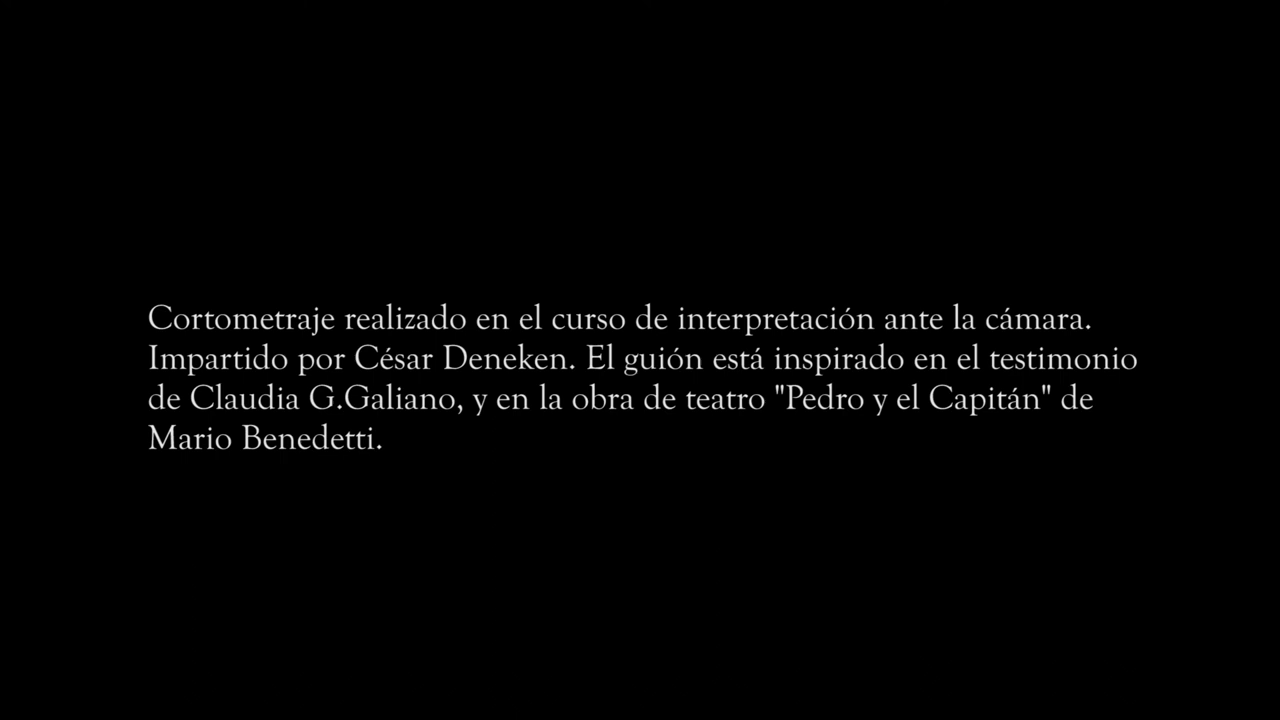 Cortometraje realizado en el curso de interpretación ante la cámara.
Impartido por César Deneken. El guión está inspirado en el testimonio
de Claudia G.Galiano, y en la obra de teatro "Pedro y el Capitán" de
Mario Benedetti.